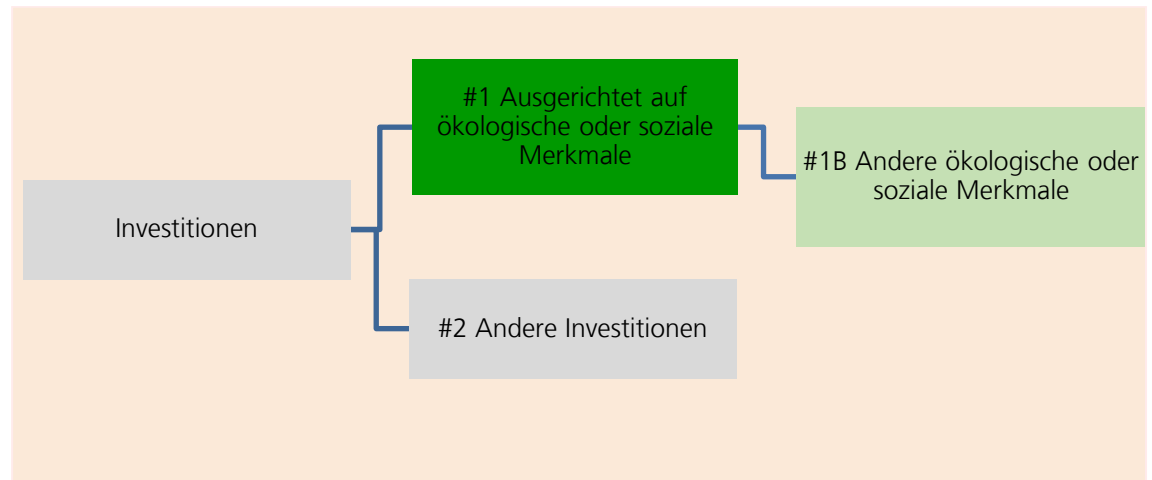 #1 Ausgerichtet auf
ökologische oder soziale
Merkmale
#1B Andere ökologische oder
soziale Merkmale
Investitionen
#2 Andere Investitionen